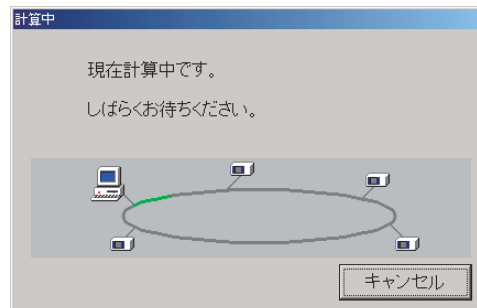 計算中
現在計算中です。
しばらくお待ちください。
キャンセル